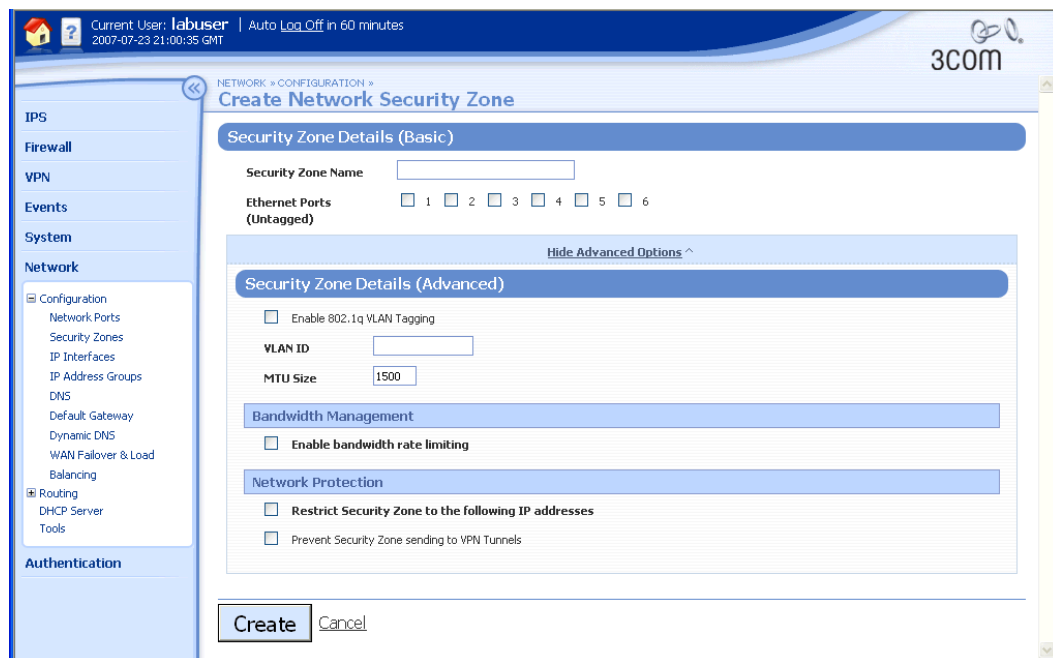 Current User: labuser | Auto Log Off in 60 minutes
2007-07-23 21:00:35 GMT
3COM
NETWORK » CONFIGURATION »
Create Network Security Zone
IPS
Firewall
VPN
Events
System
Network
Configuration
Network Ports
Security Zones
IP Interfaces
IP Address Groups
DNS
Default Gateway
Dynamic DNS
WAN Failover & Load
Balancing
Routing
DHCP Server
Tools
Authentication
Security Zone Details (Basic)
Security Zone Name
Ethernet Ports
(Untagged)
1 2 3 4 5 6
Hide Advanced Options ^
Security Zone Details (Advanced)
Enable 802.1q VLAN Tagging
VLAN ID
MTU Size 1500
Bandwidth Management
Enable bandwidth rate limiting
Network Protection
Restrict Security Zone to the following IP addresses
Prevent Security Zone sending to VPN Tunnels
Create Cancel